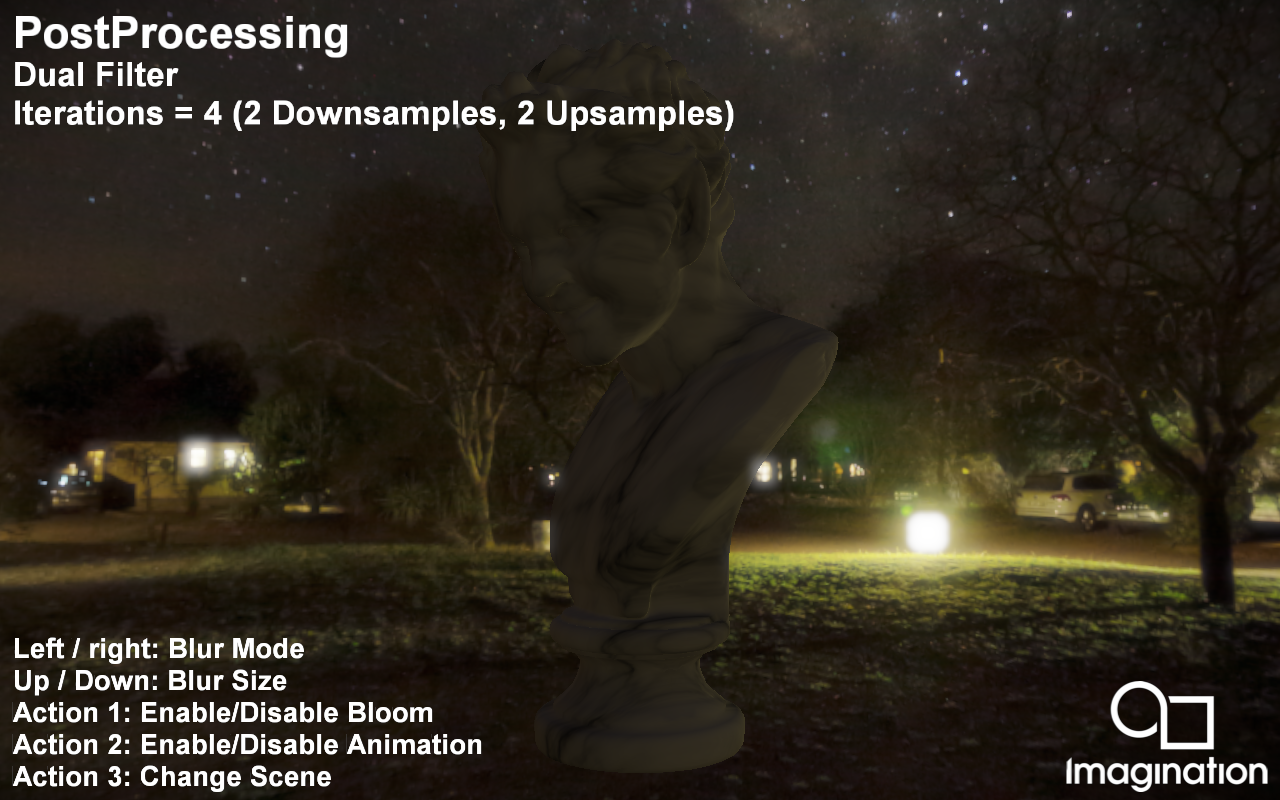 PostProcessing
Dual Filter
Iterations = 4 (2 Downsamples, 2 Upsamples)
Left / right: Blur Mode
Up / Down: Blur Size
Action 1: Enable/Disable Bloom
Action 2: Enable/Disable Animation
Action 3: Change Scene
Imagination